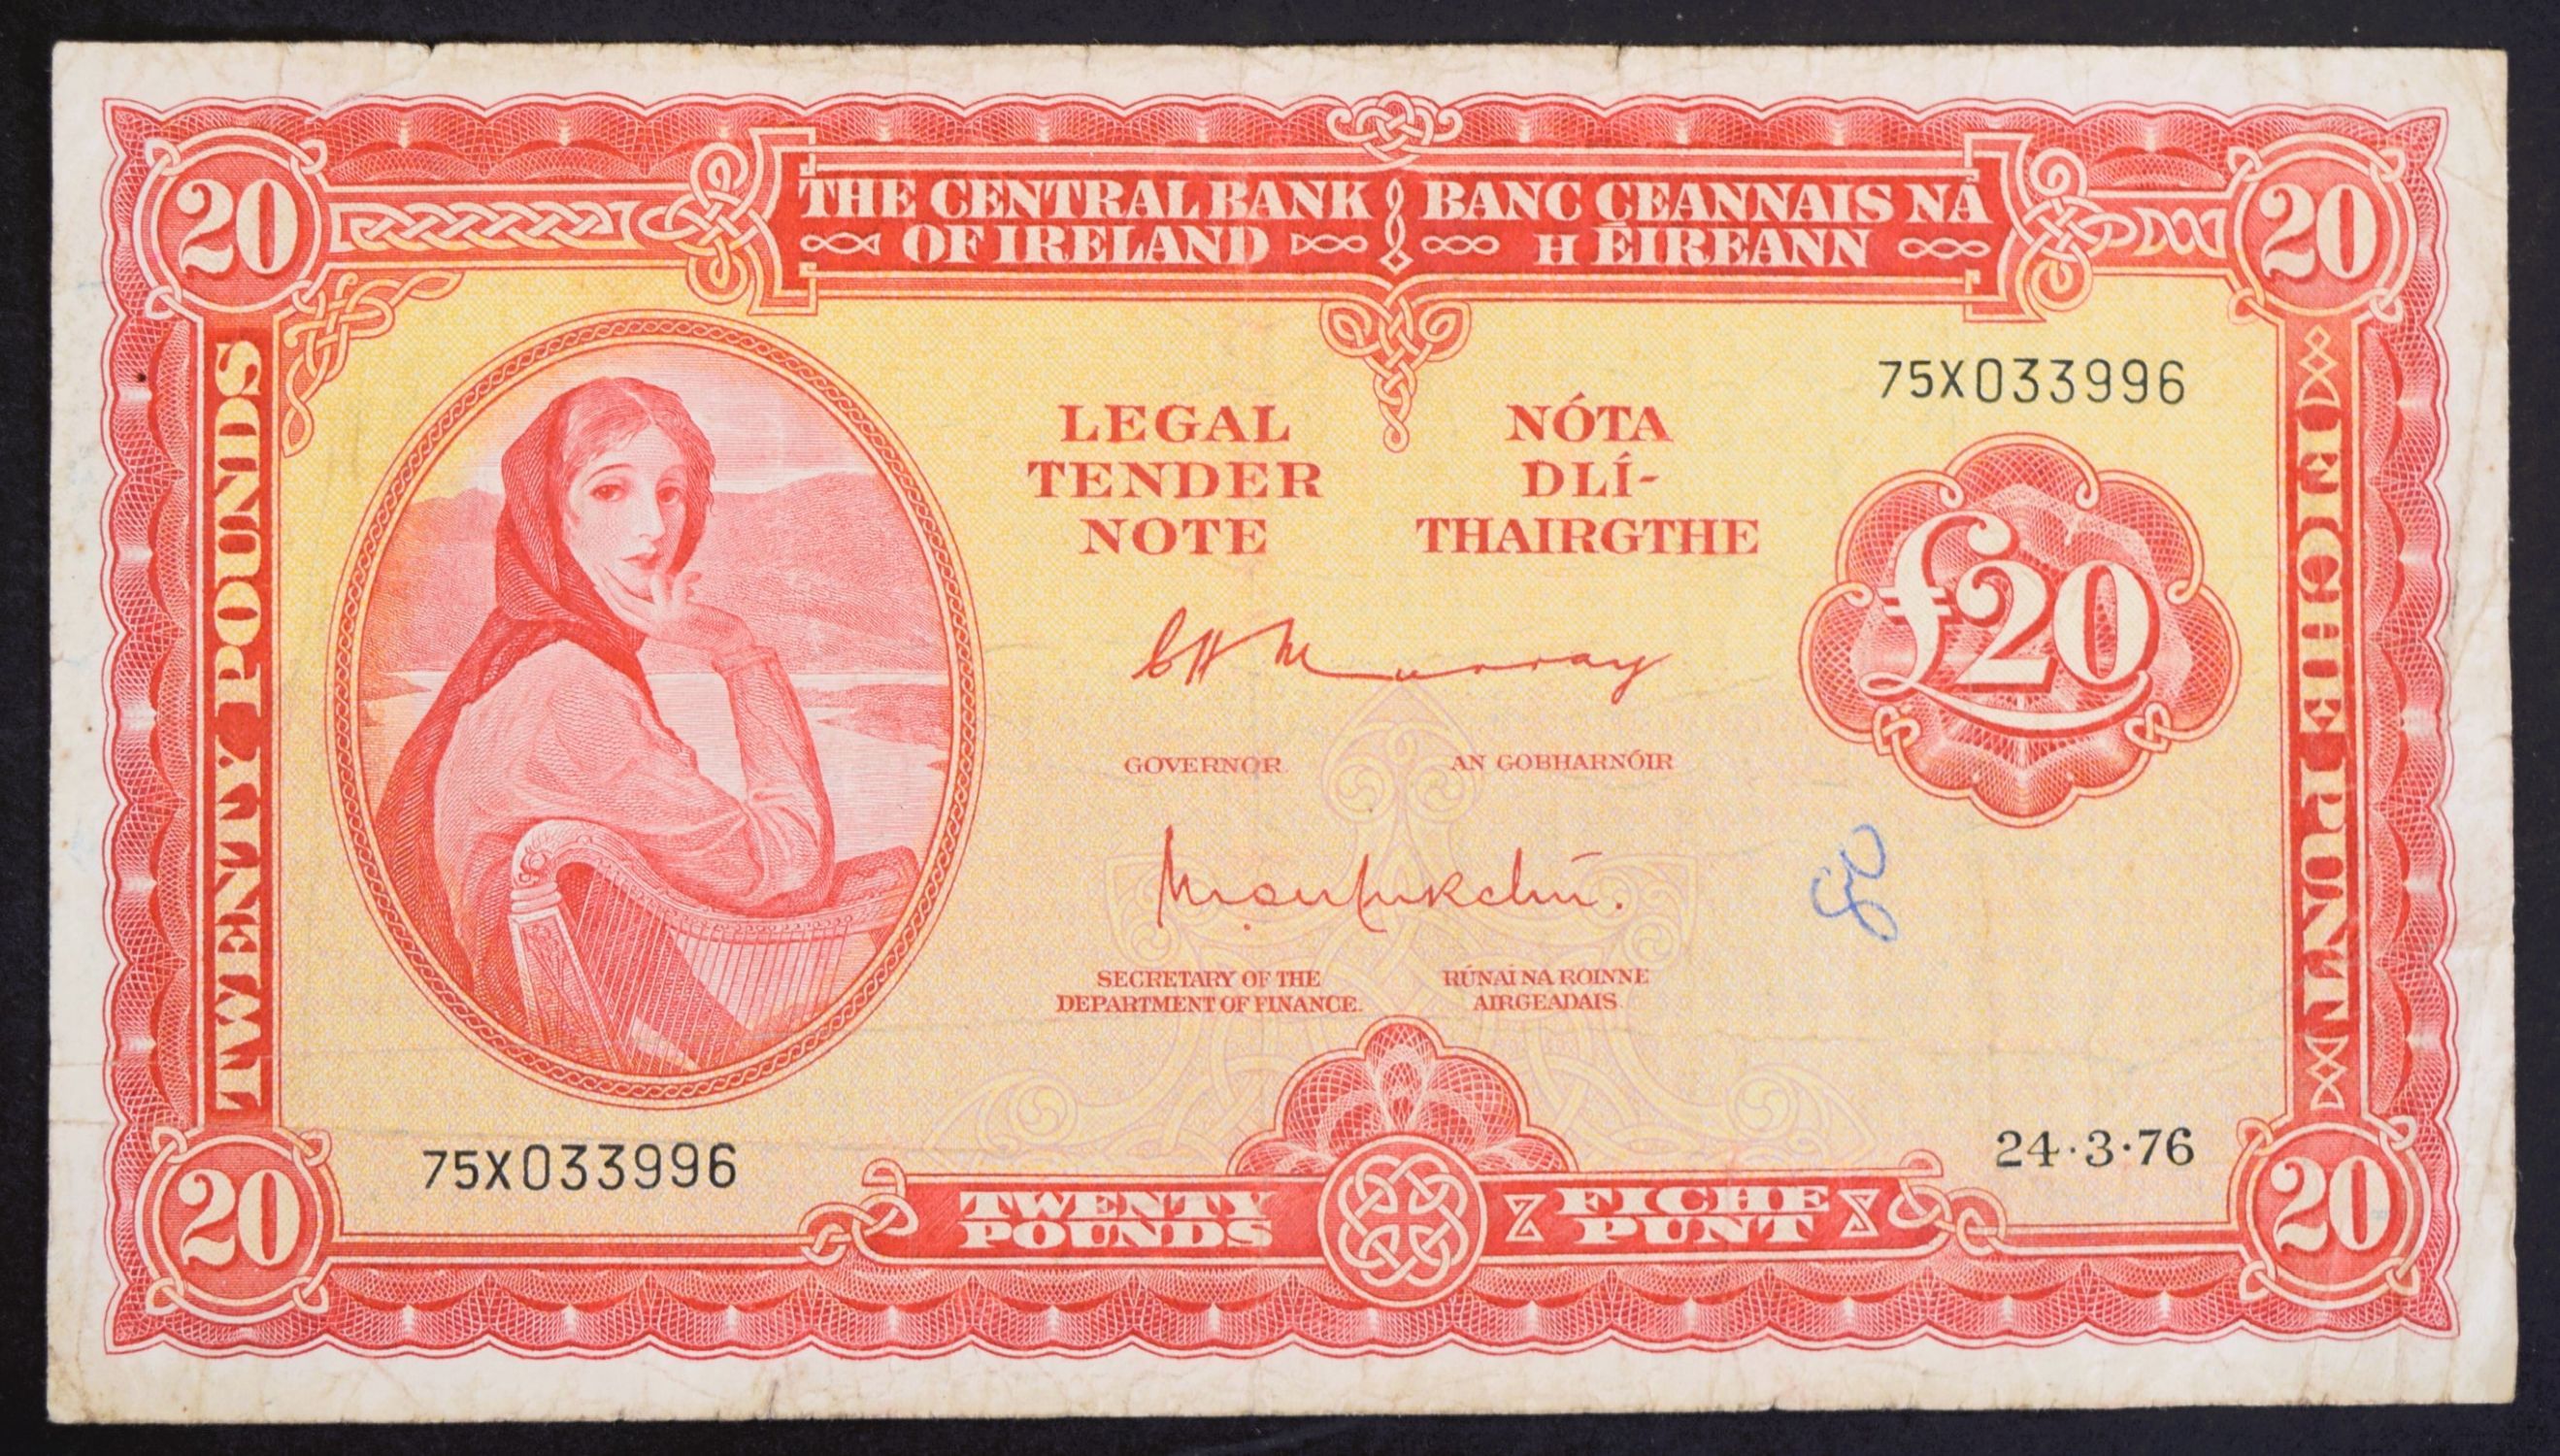 20
THE CENTRAL BANK
OF IRELAND
BANC CEANNAIS NA
H ÉIREANN
20
TWENTY POUNDS
75X033996
LEGAL
TENDER
NOTE
NÓTA
DLÍ-
THAIRGTHE
£20
C H Murray
GOVERNOR
AN GOBHARNÓIR
SECRETARY OF THE
DEPARTMENT OF FINANCE.
RÚNAÍ NA ROINNE
AIRGEADAIS.
FICHE PUNT
75X033996
24·3·76
20
TWENTY
POUNDS
FICHE
PUNT
20